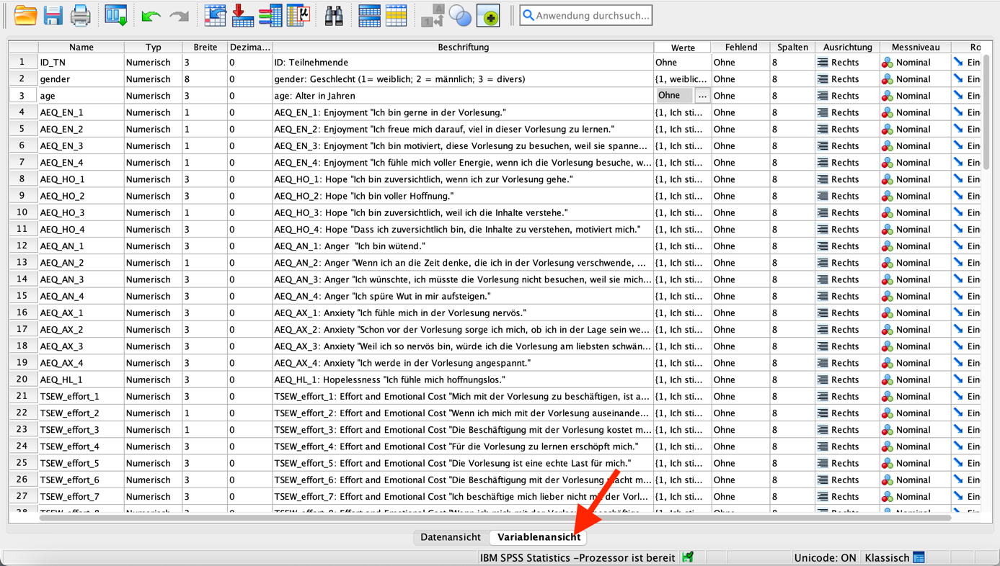 Anwendung durchsuch...
Name Typ Breite Dezima... Beschriftung Werte Fehlend Spalten Ausrichtung Messniveau Ro
1 ID_TN Numerisch 3 0 ID: Teilnehmende Ohne Ohne 8 Rechts Nominal Ein
2 gender Numerisch 8 0 gender: Geschlecht (1= weiblich; 2 = männlich; 3 = divers) {1, weiblic... Ohne 8 Rechts Nominal Ein
3 age Numerisch 3 0 age: Alter in Jahren Ohne ... Ohne 8 Rechts Nominal Ein
4 AEQ_EN_1 Numerisch 1 0 AEQ_EN_1: Enjoyment "Ich bin gerne in der Vorlesung." {1, Ich sti... Ohne 8 Rechts Nominal Ein
5 AEQ_EN_2 Numerisch 1 0 AEQ_EN_2: Enjoyment "Ich freue mich darauf, viel in dieser Vorlesung zu lernen." {1, Ich sti... Ohne 8 Rechts Nominal Ein
6 AEQ_EN_3 Numerisch 1 0 AEQ_EN_3: Enjoyment "Ich bin motiviert, diese Vorlesung zu besuchen, weil sie spanne... {1, Ich sti... Ohne 8 Rechts Nominal Ein
7 AEQ_EN_4 Numerisch 1 0 AEQ_EN_4: Enjoyment "Ich fühle mich voller Energie, wenn ich die Vorlesung besuche, w... {1, Ich sti... Ohne 8 Rechts Nominal Ein
8 AEQ_HO_1 Numerisch 3 0 AEQ_HO_1: Hope "Ich bin zuversichtlich, wenn ich zur Vorlesung gehe." {1, Ich sti... Ohne 8 Rechts Nominal Ein
9 AEQ_HO_2 Numerisch 3 0 AEQ_HO_2: Hope "Ich bin voller Hoffnung." {1, Ich sti... Ohne 8 Rechts Nominal Ein
10 AEQ_HO_3 Numerisch 1 0 AEQ_HO_3: Hope "Ich bin zuversichtlich, weil ich die Inhalte verstehe." {1, Ich sti... Ohne 8 Rechts Nominal Ein
11 AEQ_HO_4 Numerisch 3 0 AEQ_HO_4: Hope "Dass ich zuversichtlich bin, die Inhalte zu verstehen, motiviert mich." {1, Ich sti... Ohne 8 Rechts Nominal Ein
12 AEQ_AN_1 Numerisch 3 0 AEQ_AN_1: Anger "Ich bin wütend." {1, Ich sti... Ohne 8 Rechts Nominal Ein
13 AEQ_AN_2 Numerisch 1 0 AEQ_AN_2: Anger "Wenn ich an die Zeit denke, die ich in der Vorlesung verschwende, ... {1, Ich sti... Ohne 8 Rechts Nominal Ein
14 AEQ_AN_3 Numerisch 3 0 AEQ_AN_3: Anger "Ich wünschte, ich müsste die Vorlesung nicht besuchen, weil sie mich... {1, Ich sti... Ohne 8 Rechts Nominal Ein
15 AEQ_AN_4 Numerisch 3 0 AEQ_AN_4: Anger "Ich spüre Wut in mir aufsteigen." {1, Ich sti... Ohne 8 Rechts Nominal Ein
16 AEQ_AX_1 Numerisch 3 0 AEQ_AX_1: Anxiety "Ich fühle mich in der Vorlesung nervös." {1, Ich sti... Ohne 8 Rechts Nominal Ein
17 AEQ_AX_2 Numerisch 3 0 AEQ_AX_2: Anxiety "Schon vor der Vorlesung sorge ich mich, ob ich in der Lage sein we... {1, Ich sti... Ohne 8 Rechts Nominal Ein
18 AEQ_AX_3 Numerisch 3 0 AEQ_AX_3: Anxiety "Weil ich so nervös bin, würde ich die Vorlesung am liebsten schwän... {1, Ich sti... Ohne 8 Rechts Nominal Ein
19 AEQ_AX_4 Numerisch 3 0 AEQ_AX_4: Anxiety "Ich werde in der Vorlesung angespannt." {1, Ich sti... Ohne 8 Rechts Nominal Ein
20 AEQ_HL_1 Numerisch 3 0 AEQ_HL_1: Hopelessness "Ich fühle mich hoffnungslos." {1, Ich sti... Ohne 8 Rechts Nominal Ein
21 TSEW_effort_1 Numerisch 3 0 TSEW_effort_1: Effort and Emotional Cost "Mich mit der Vorlesung zu beschäftigen, ist a... {1, Ich sti... Ohne 8 Rechts Nominal Ein
22 TSEW_effort_2 Numerisch 1 0 TSEW_effort_2: Effort and Emotional Cost "Wenn ich mich mit der Vorlesung auseinande... {1, Ich sti... Ohne 8 Rechts Nominal Ein
23 TSEW_effort_3 Numerisch 1 0 TSEW_effort_3: Effort and Emotional Cost "Die Beschäftigung mit der Vorlesung kostet m... {1, Ich sti... Ohne 8 Rechts Nominal Ein
24 TSEW_effort_4 Numerisch 3 0 TSEW_effort_4: Effort and Emotional Cost "Für die Vorlesung zu lernen erschöpft mich." {1, Ich sti... Ohne 8 Rechts Nominal Ein
25 TSEW_effort_5 Numerisch 3 0 TSEW_effort_5: Effort and Emotional Cost "Die Vorlesung ist eine echte Last für mich." {1, Ich sti... Ohne 8 Rechts Nominal Ein
26 TSEW_effort_6 Numerisch 3 0 TSEW_effort_6: Effort and Emotional Cost "Die Beschäftigung mit der Vorlesung macht m... {1, Ich sti... Ohne 8 Rechts Nominal Ein
27 TSEW_effort_7 Numerisch 3 0 TSEW_effort_7: Effort and Emotional Cost "Ich beschäftige mich lieber nicht mit der Vorl... {1, Ich sti... Ohne 8 Rechts Nominal Ein
Datenansicht Variablenansicht
IBM SPSS Statistics -Prozessor ist bereit Unicode: ON Klassisch